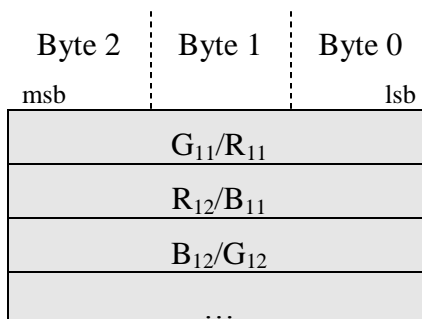 Byte 2 Byte 1 Byte 0
msb lsb
G₁₁/R₁₁
R₁₂/B₁₁
B₁₂/G₁₂
…